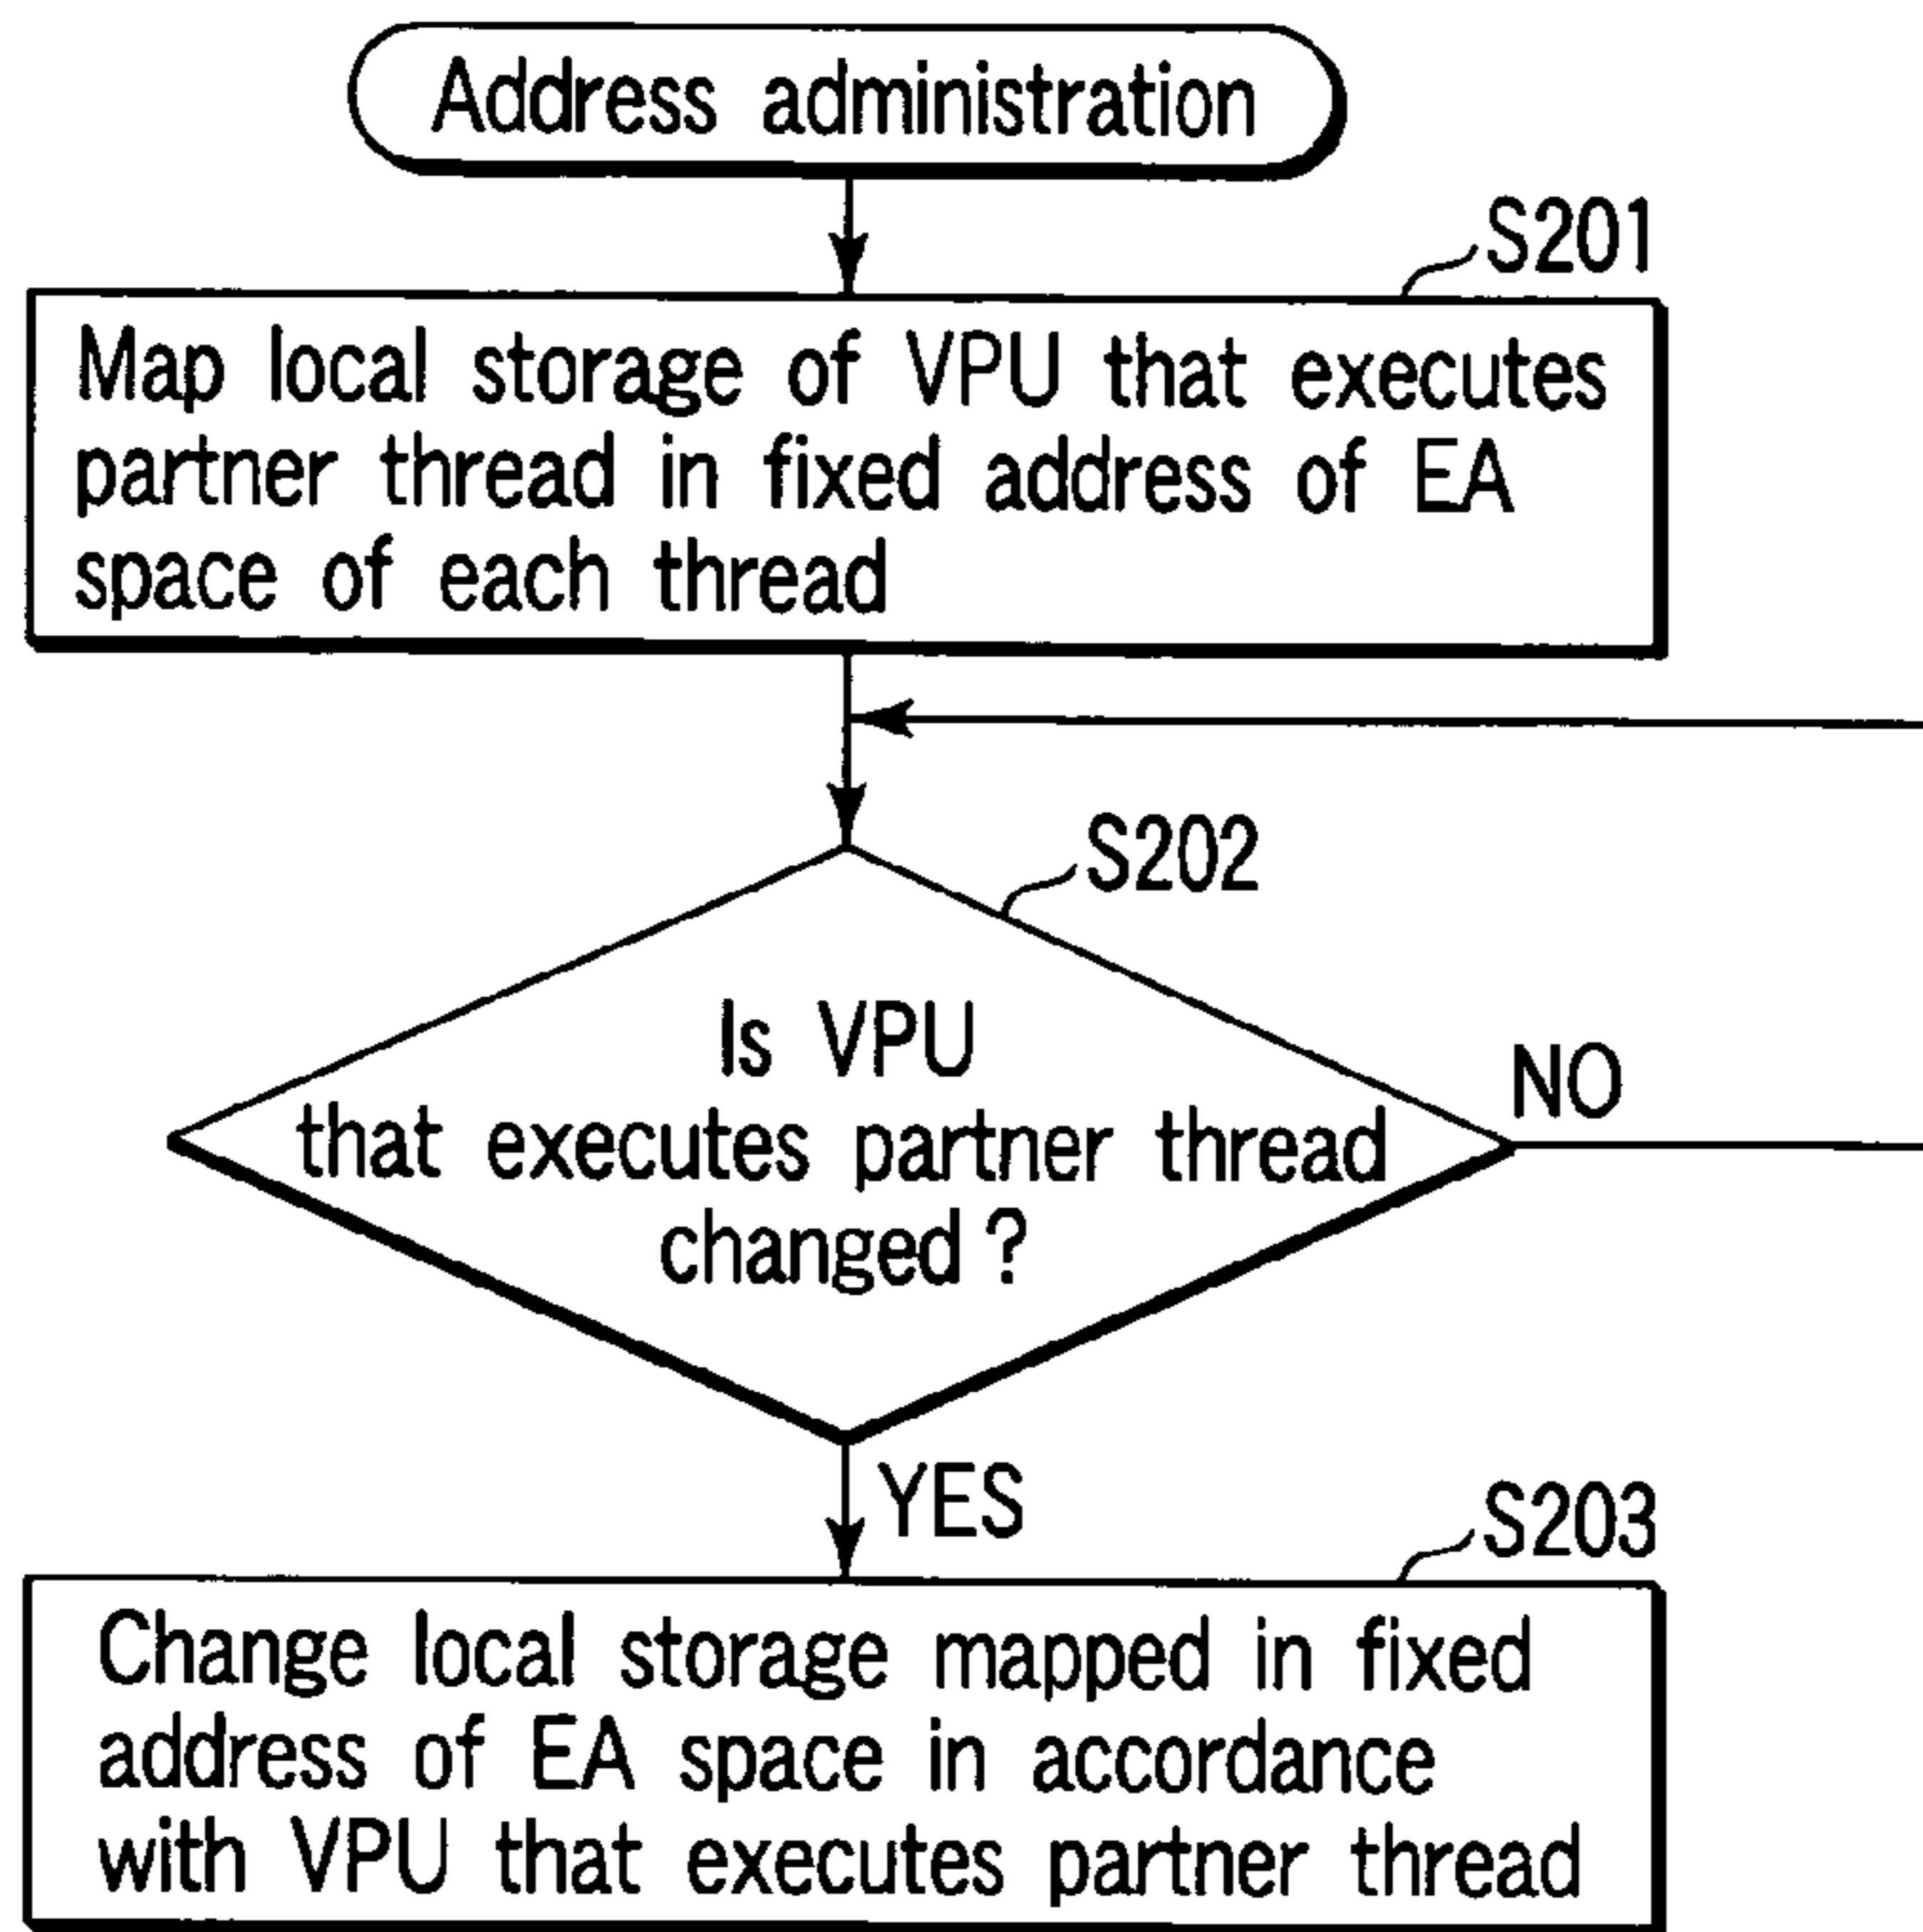 Address administration
S201
Map local storage of VPU that executes
partner thread in fixed address of EA
space of each thread
S202
Is VPU
that executes partner thread
changed ?
NO
YES
S203
Change local storage mapped in fixed
address of EA space in accordance
with VPU that executes partner thread